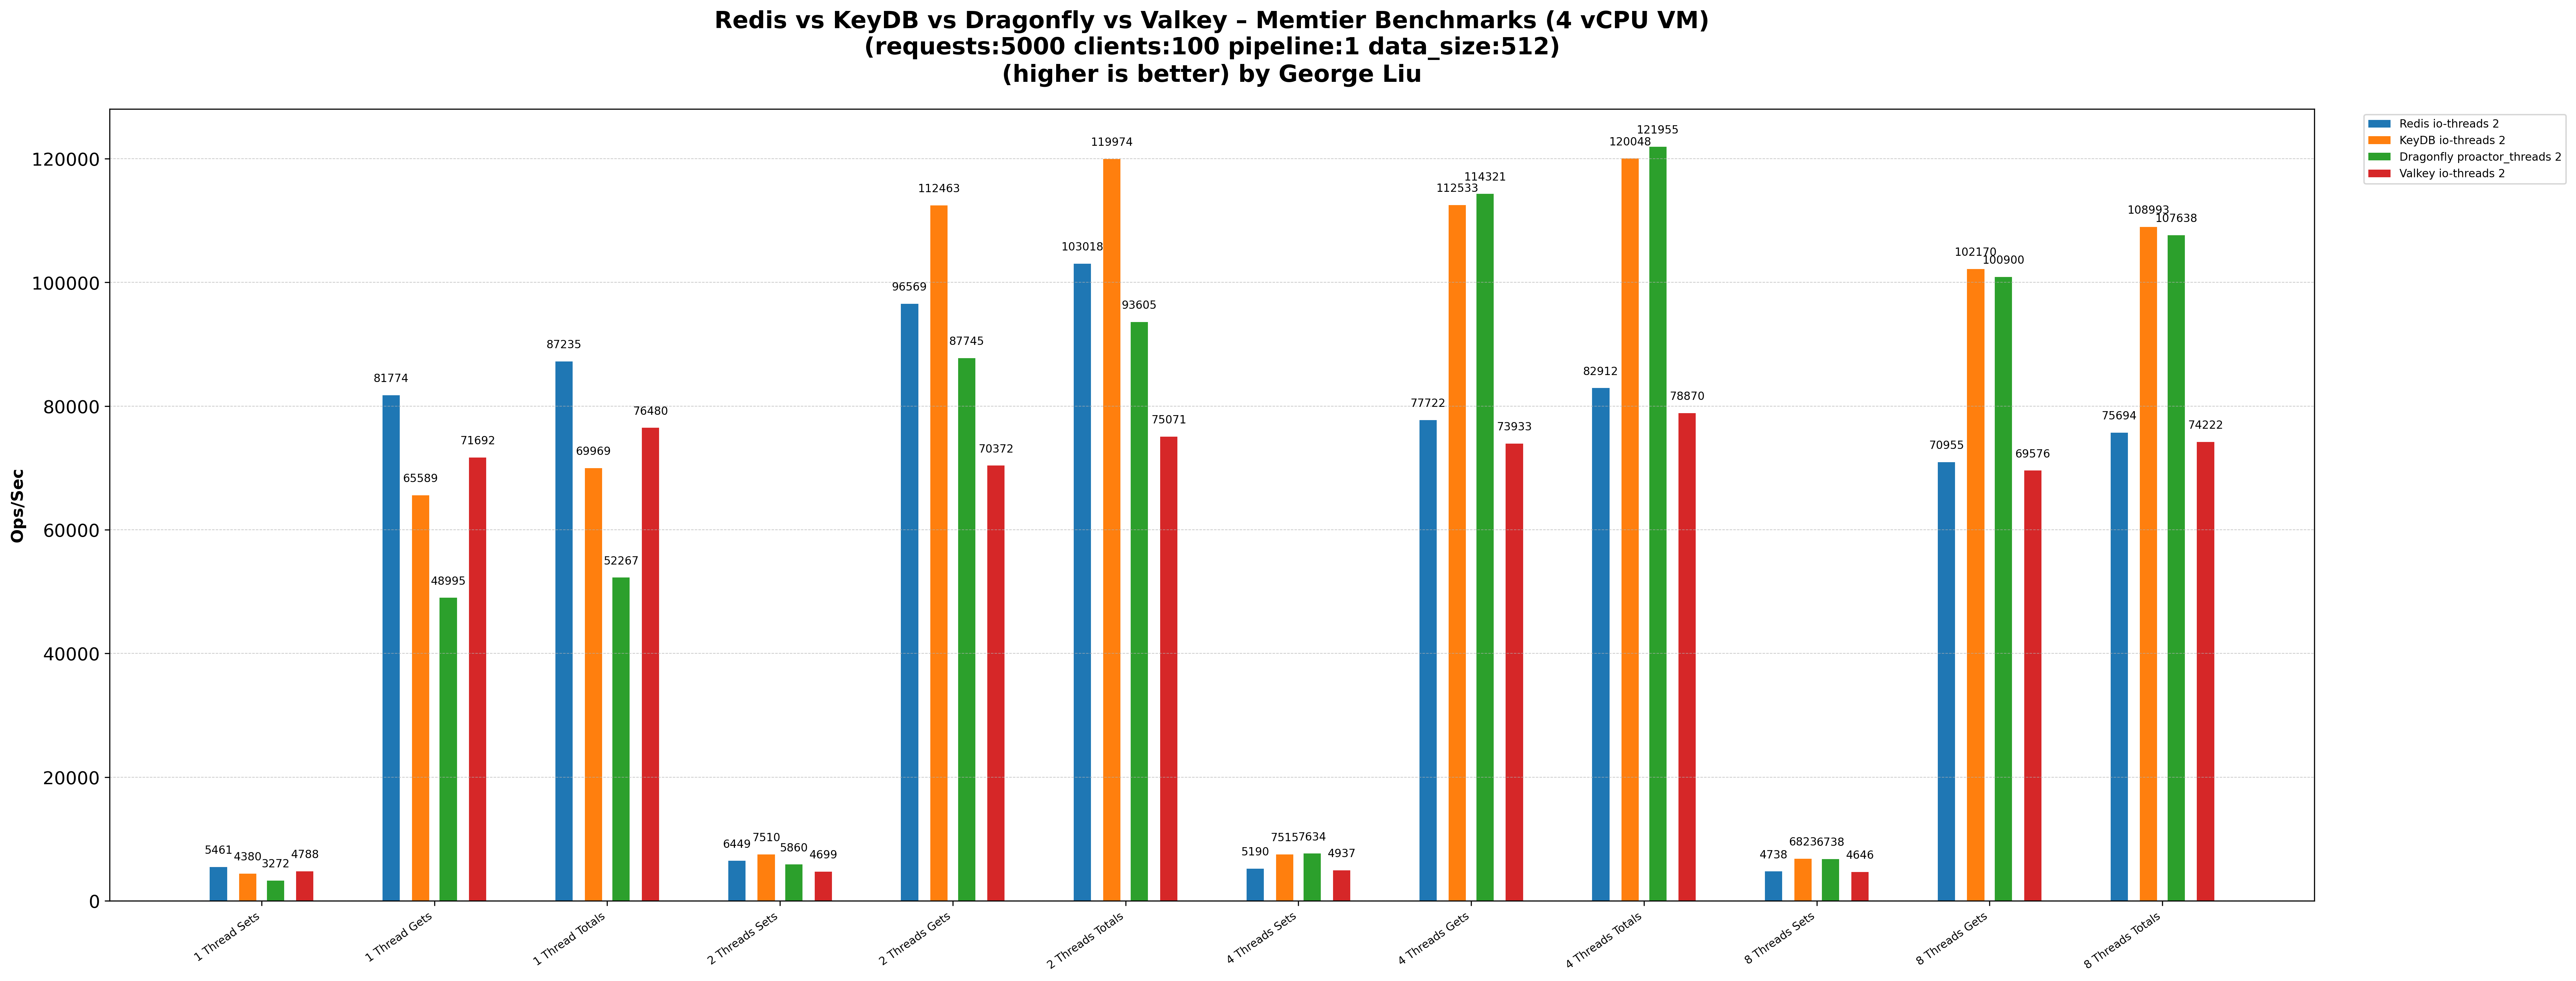 Redis vs KeyDB vs Dragonfly vs Valkey – Memtier Benchmarks (4 vCPU VM)
(requests:5000 clients:100 pipeline:1 data_size:512)
(higher is better) by George Liu
Redis io-threads 2
KeyDB io-threads 2
Dragonfly proactor_threads 2
Valkey io-threads 2
Ops/Sec
120000
100000
80000
60000
40000
20000
0
5461
4380
3272
4788
81774
65589
48995
71692
87235
69969
52267
76480
6449
7510
5860
4699
96569
112463
87745
70372
103018
119974
93605
75071
5190
7515
7634
4937
77722
112533
114321
73933
82912
120048
121955
78870
4738
6823
6738
4646
70955
102170
100900
69576
75694
108993
107638
74222
1 Thread Sets
1 Thread Gets
1 Thread Totals
2 Threads Sets
2 Threads Gets
2 Threads Totals
4 Threads Sets
4 Threads Gets
4 Threads Totals
8 Threads Sets
8 Threads Gets
8 Threads Totals